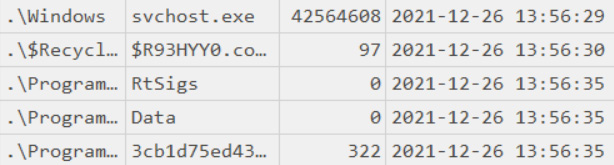 .\Windows svchost.exe 42564608 2021-12-26 13:56:29
.\$Recycl... $R93HYY0.co... 97 2021-12-26 13:56:30
.\Program... RtSigs 0 2021-12-26 13:56:35
.\Program... Data 0 2021-12-26 13:56:35
.\Program... 3cb1d75ed43... 322 2021-12-26 13:56:35